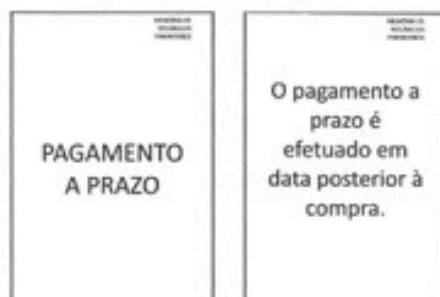 PAGAMENTO
A PRAZO
O pagamento a
prazo é
efetuado em
data posterior à
compra.